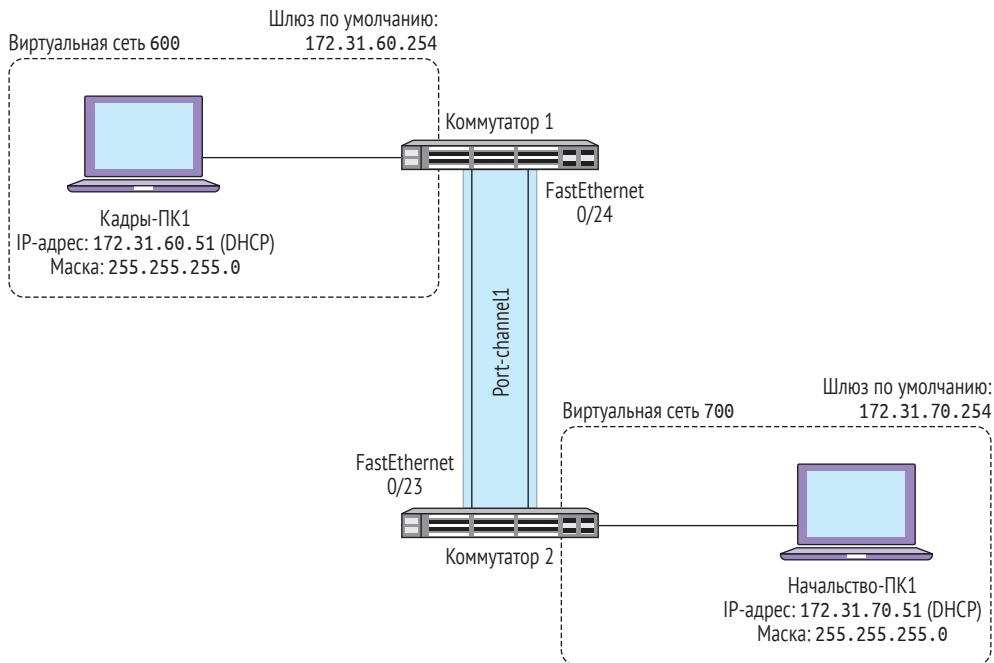 Шлюз по умолчанию:
172.31.60.254
Виртуальная сеть 600
Коммутатор 1
FastEthernet
0/24
Кадры-ПК1
IP-адрес: 172.31.60.51 (DHCP)
Маска: 255.255.255.0
Port-channel1
Шлюз по умолчанию:
172.31.70.254
Виртуальная сеть 700
FastEthernet
0/23
Коммутатор 2
Начальство-ПК1
IP-адрес: 172.31.70.51 (DHCP)
Маска: 255.255.255.0